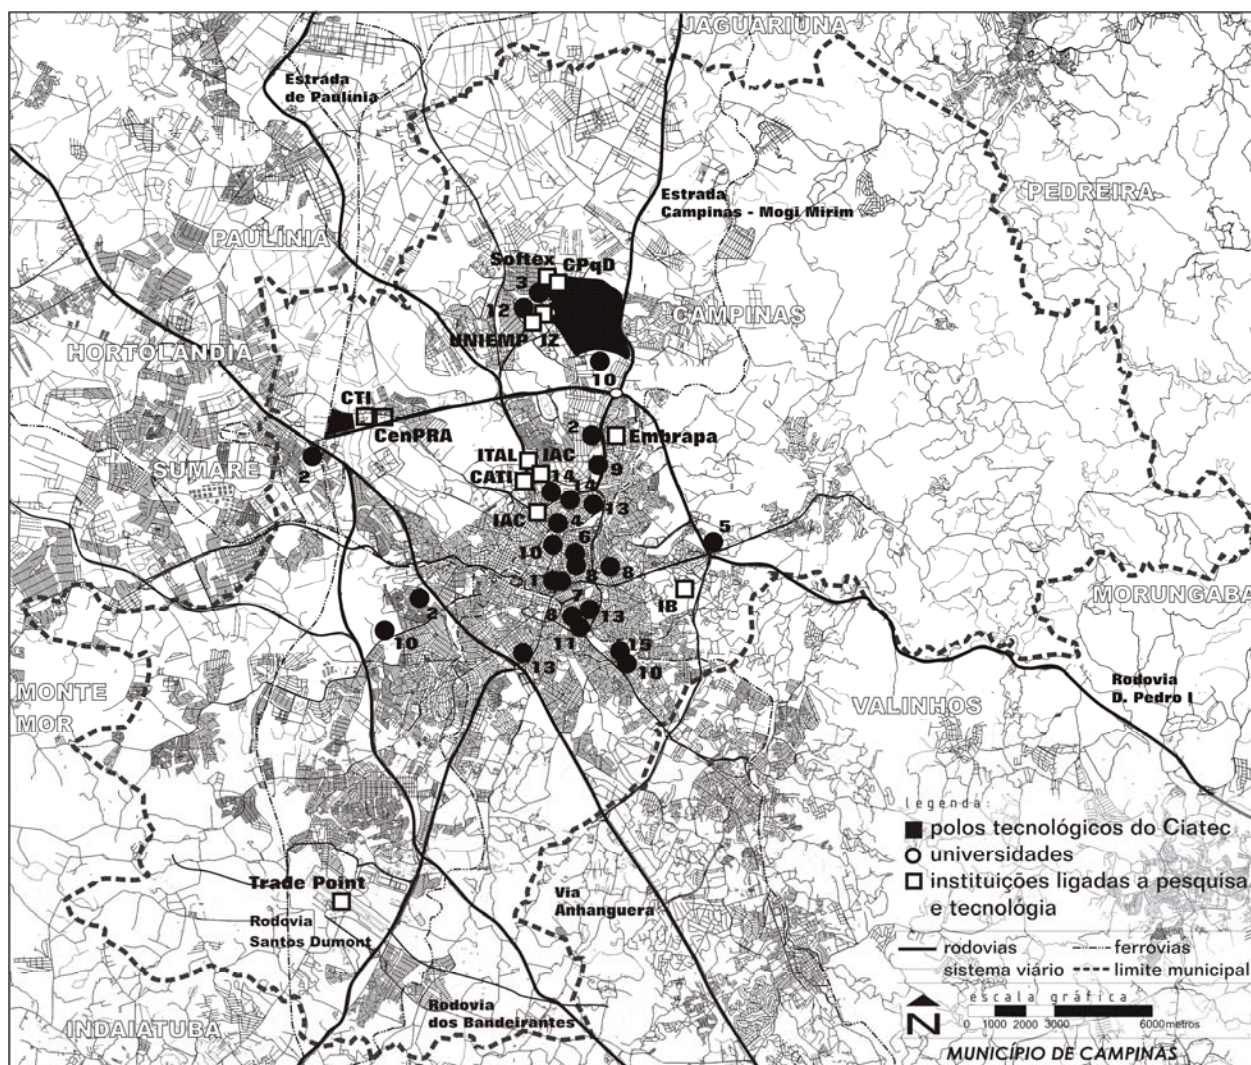 JAGUARIUNA
Estrada
de Paulínia
PEDREIRA
Estrada
Campinas - Mogi Mirim
PAULÍNIA
Softex
CPqD
3
12
CAMPINAS
UNIEMP
IZ
HORTOLANDIA
10
CTI
CenPRA
2
Embrapa
ITAL
IAC
SUMARÉ
2
9
CATI
14
14
13
IAC
4
5
10
6
8
8
7
IB
MORUNGABA
2
8
13
10
11
15
13
10
MONTE
MOR
Rodovia
D. Pedro I
VALINHOS
legenda:
polos tecnológicos do Ciatec
universidades
instituições ligadas a pesquisa
e tecnológia
Trade Point
Via
Anhanguera
Rodovia
Santos Dumont
rodovias
ferrovias
sistema viário
limite municipal
Rodovia
dos Bandeirantes
INDAIATUBA
N
escala gráfica
0 1000 2000 3000 6000metros
MUNICÍPIO DE CAMPINAS